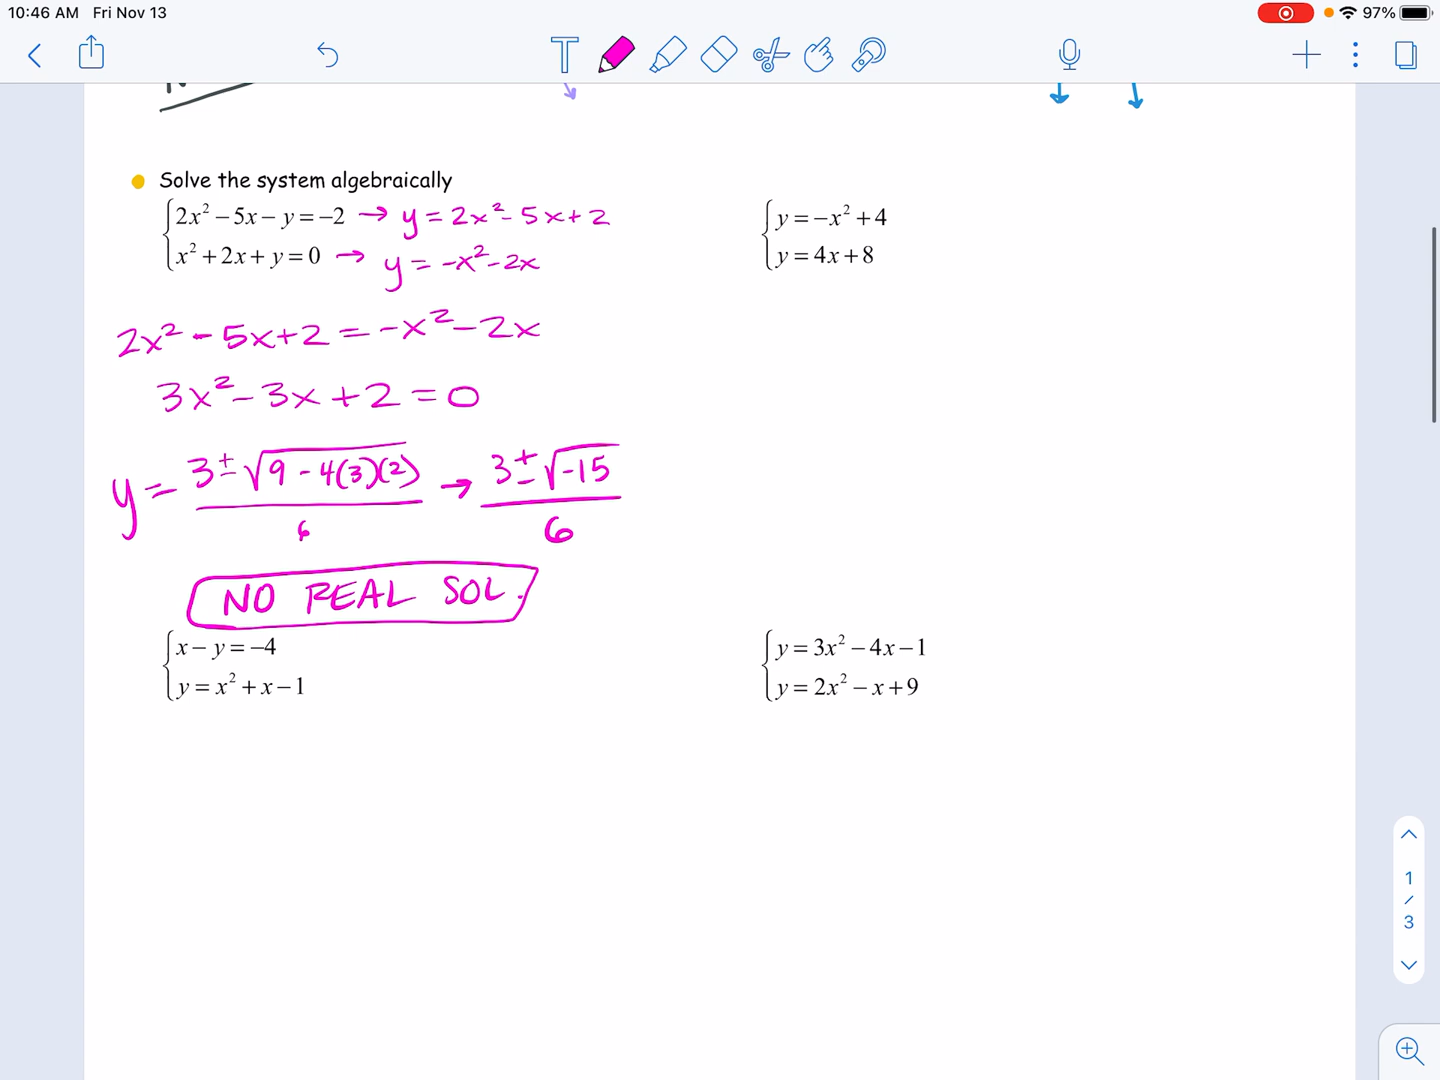 10:46 AM Fri Nov 13
97%
Solve the system algebraically
2x² − 5x − y = −2 → y = 2x² - 5x + 2
x² + 2x + y = 0 → y = -x² - 2x
y = −x² + 4
y = 4x + 8
2x² - 5x + 2 = -x² - 2x
3x² - 3x + 2 = 0
y = (3 ± √(9 - 4(3)(2))) / 6 → (3 ± √(-15)) / 6
NO REAL SOL.
x − y = −4
y = x² + x − 1
y = 3x² − 4x − 1
y = 2x² − x + 9
1
/
3